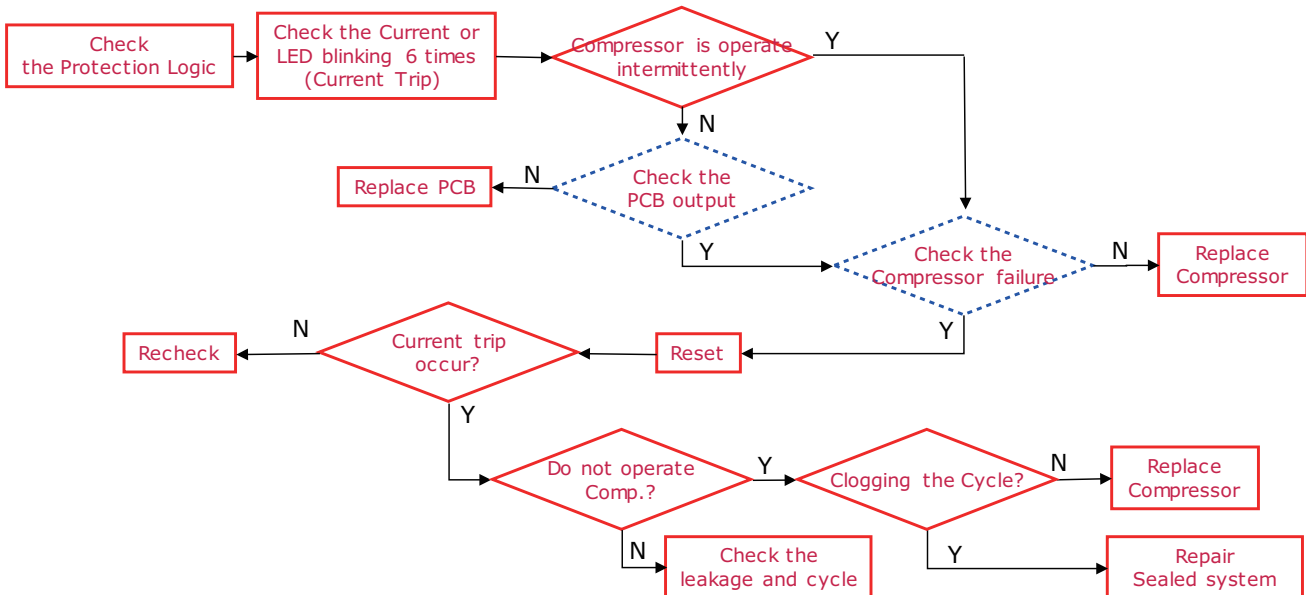 Check
the Protection Logic
Check the Current or
LED blinking 6 times
(Current Trip)
Compressor is operate
intermittently
Y
N
Check the
PCB output
N
Replace PCB
Y
Check the
Compressor failure
N
Replace
Compressor
Y
Reset
Current trip
occur?
N
Recheck
Y
Do not operate
Comp.?
Y
Clogging the Cycle?
N
Replace
Compressor
N
Check the
leakage and cycle
Y
Repair
Sealed system